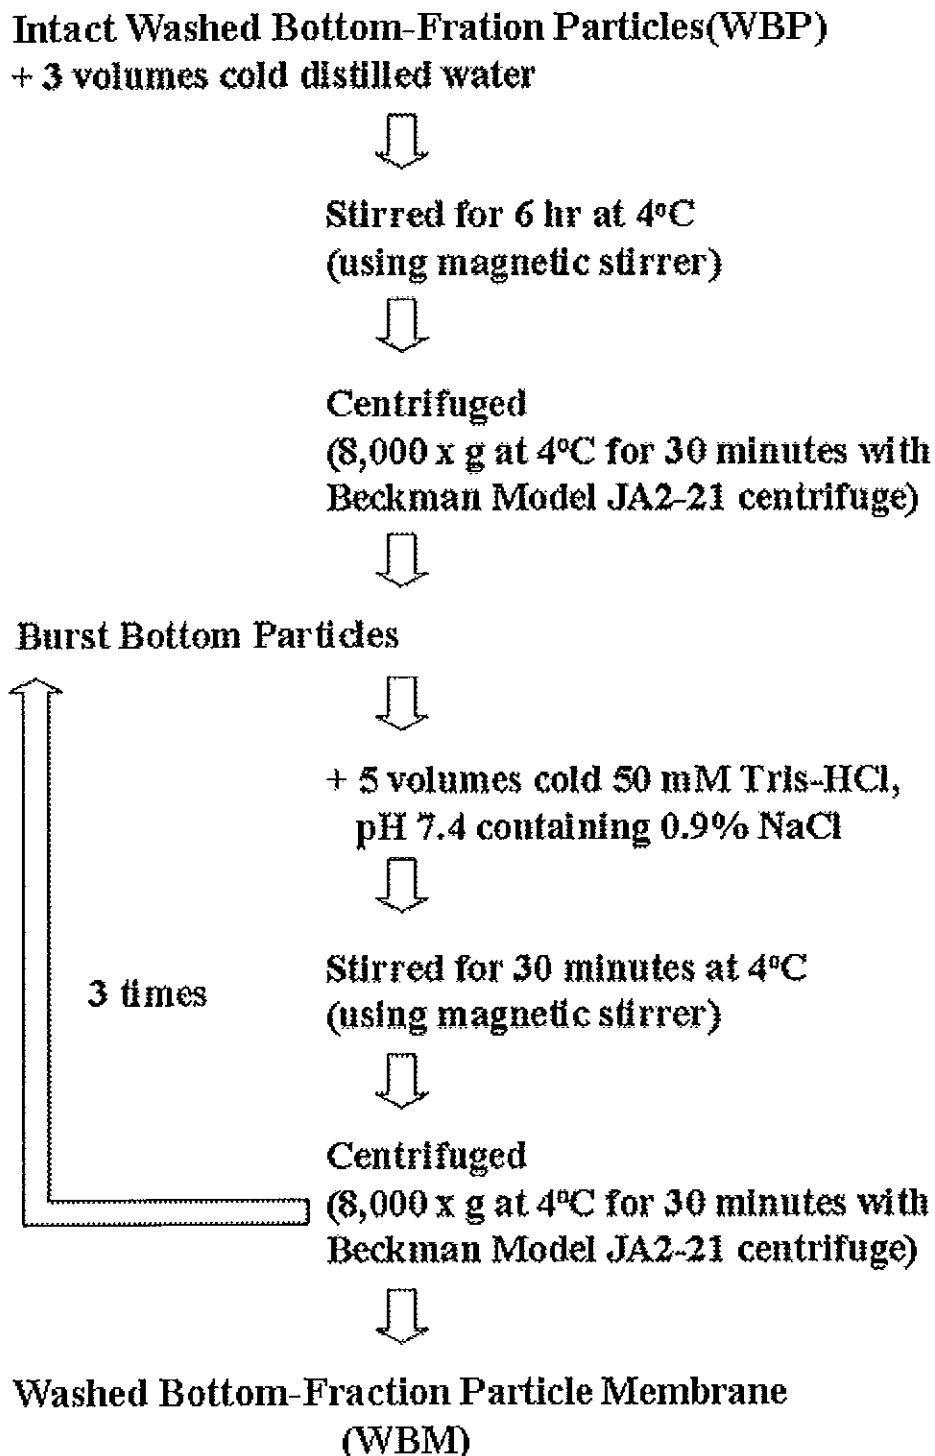 Intact Washed Bottom-Fration Particles(WBP)
+ 3 volumes cold distilled water
Stirred for 6 hr at 4⁰C
(using magnetic stirrer)
Centrifuged
(8,000 x g at 4⁰C for 30 minutes with
Beckman Model JA2-21 centrifuge)
Burst Bottom Particles
+ 5 volumes cold 50 mM Tris-HCl,
pH 7.4 containing 0.9% NaCl
3 times
Stirred for 30 minutes at 4⁰C
(using magnetic stirrer)
Centrifuged
(8,000 x g at 4⁰C for 30 minutes with
Beckman Model JA2-21 centrifuge)
Washed Bottom-Fraction Particle Membrane
(WBM)